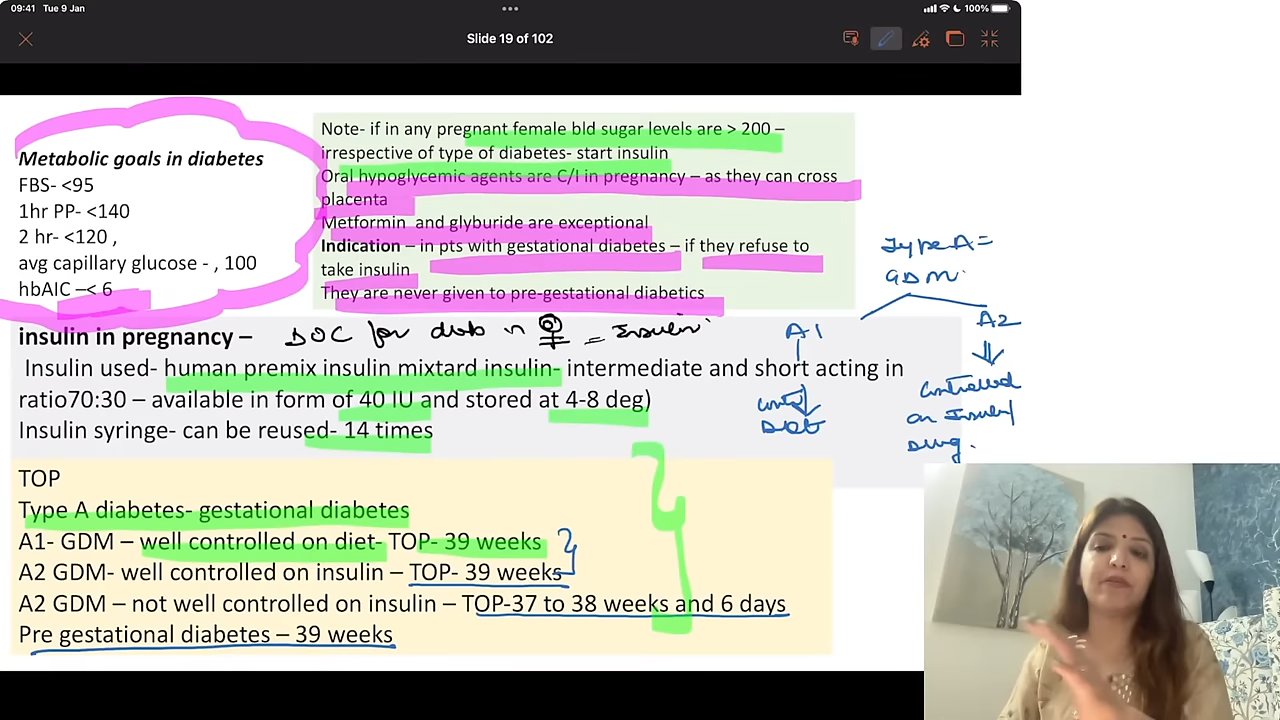 09:41 Tue 9 Jan
100%
Slide 19 of 102
Metabolic goals in diabetes
FBS- <95
1hr PP- <140
2 hr- <120 ,
avg capillary glucose - , 100
hbAIC –< 6
Note- if in any pregnant female bld sugar levels are > 200 –
irrespective of type of diabetes- start insulin
Oral hypoglycemic agents are C/I in pregnancy – as they can cross
placenta
Metformin and glyburide are exceptional
Indication – in pts with gestational diabetes – if they refuse to
take insulin
They are never given to pre-gestational diabetics
Type A =
GDM
A1
A2
Controlled
on Insulin/
Drug.
Diet
insulin in pregnancy –
DOC for diab in ♀ = Insulin
Insulin used- human premix insulin mixtard insulin- intermediate and short acting in
ratio70:30 – available in form of 40 IU and stored at 4-8 deg)
Insulin syringe- can be reused- 14 times
TOP
Type A diabetes- gestational diabetes
A1- GDM – well controlled on diet- TOP- 39 weeks
A2 GDM- well controlled on insulin – TOP- 39 weeks
A2 GDM – not well controlled on insulin – TOP-37 to 38 weeks and 6 days
Pre gestational diabetes – 39 weeks